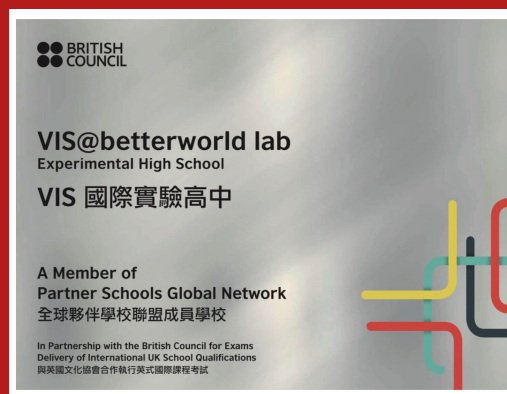 BRITISH
COUNCIL
VIS@betterworld lab
Experimental High School
VIS 國際實驗高中
A Member of
Partner Schools Global Network
全球夥伴學校聯盟成員學校
In Partnership with the British Council for Exams
Delivery of International UK School Qualifications
與英國文化協會合作執行英式國際課程考試